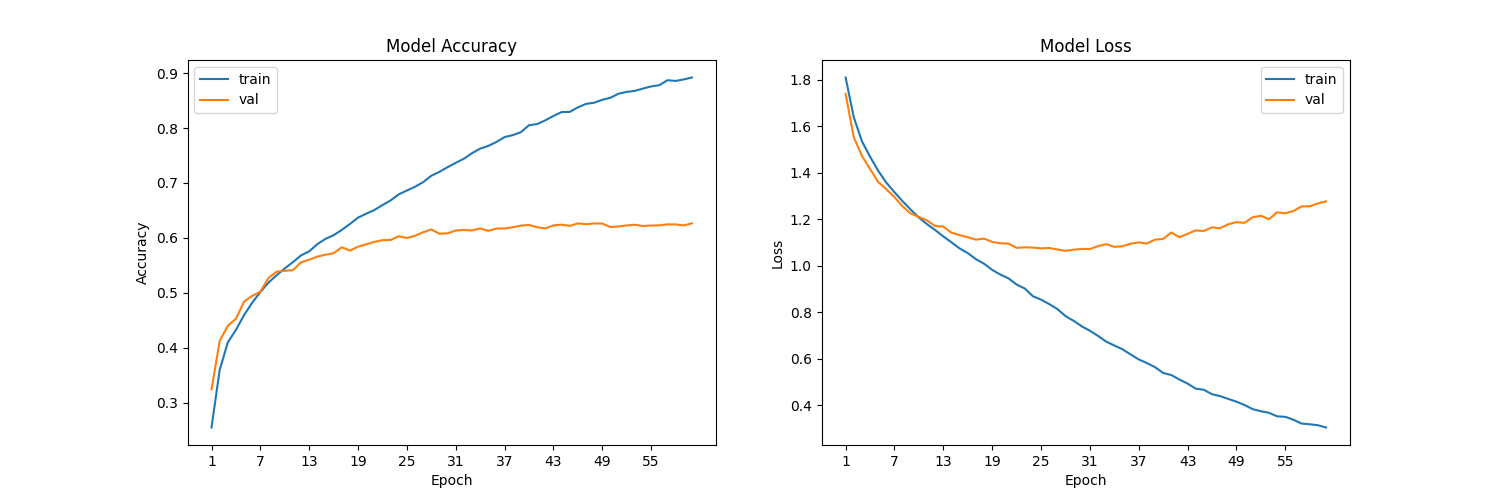 Model Accuracy
train
val
Accuracy
0.9
0.8
0.7
0.6
0.5
0.4
0.3
1 7 13 19 25 31 37 43 49 55
Epoch
Model Loss
train
val
Loss
1.8
1.6
1.4
1.2
1.0
0.8
0.6
0.4
1 7 13 19 25 31 37 43 49 55
Epoch